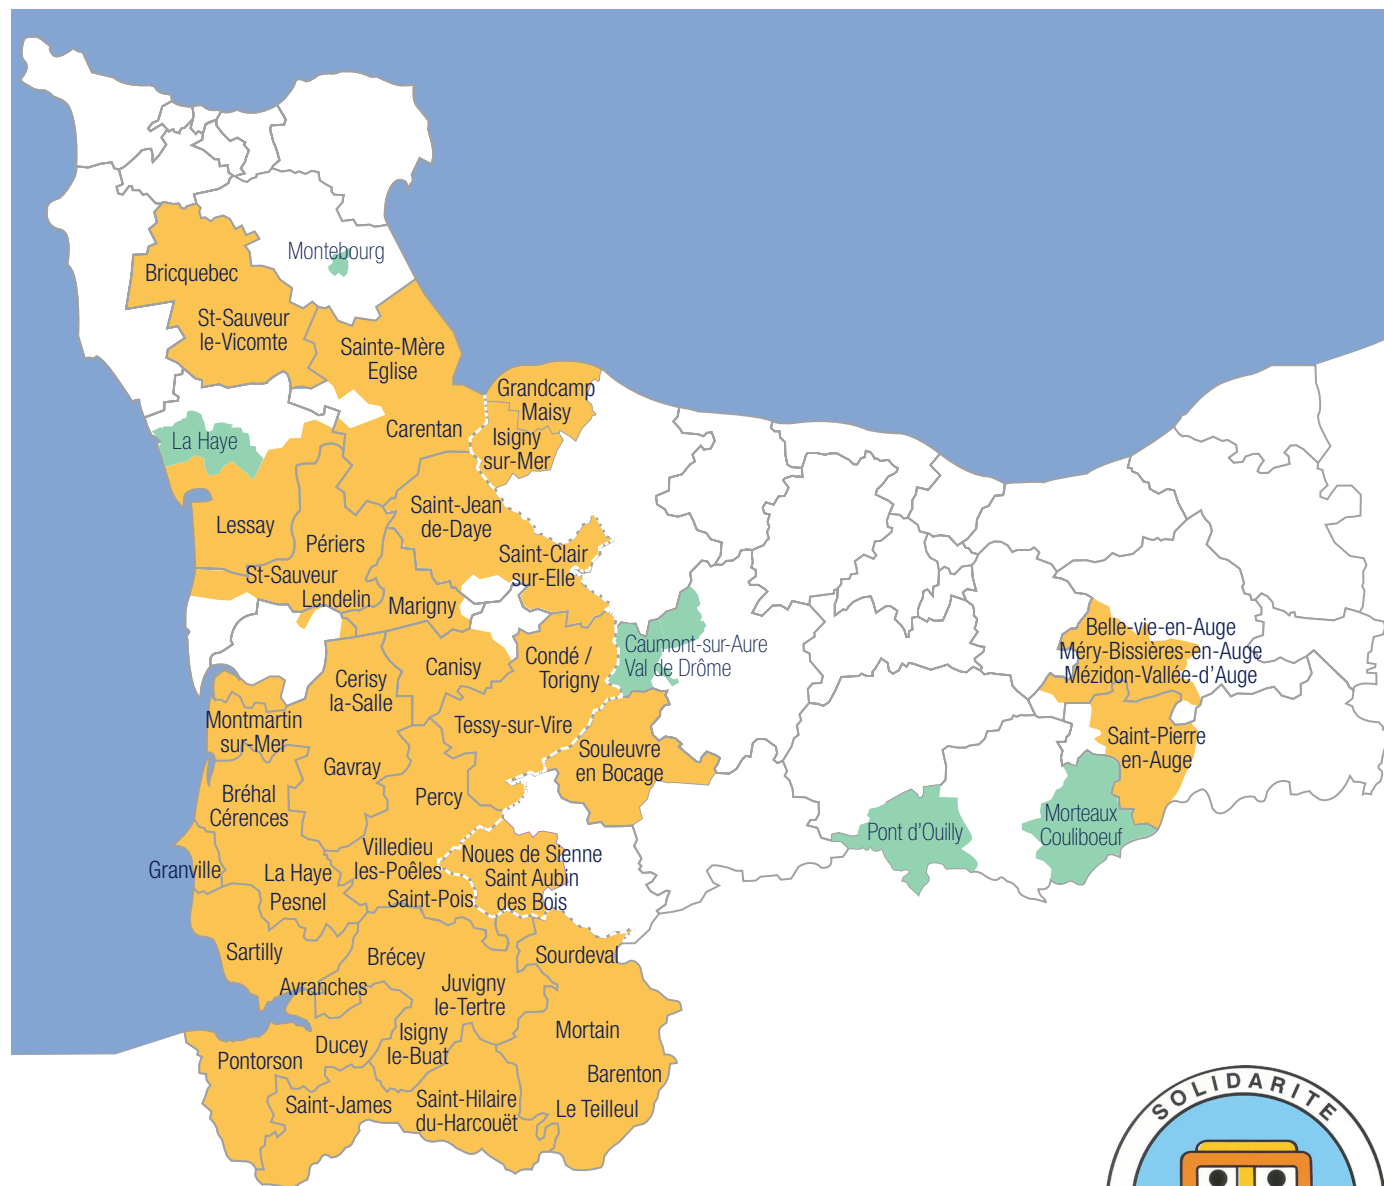 Montebourg
Bricquebec
St-Sauveur
le-Vicomte
Sainte-Mère
Eglise
Grandcamp
Maisy
Carentan
Isigny
sur-Mer
La Haye
Lessay
Saint-Jean
de-Daye
Périers
Saint-Clair
sur-Elle
St-Sauveur
Lendelin
Marigny
Caumont-sur-Aure
Val de Drôme
Belle-vie-en-Auge
Méry-Bissières-en-Auge
Mézidon-Vallée-d'Auge
Canisy
Condé /
Torigny
Cerisy
la-Salle
Montmartin
sur-Mer
Tessy-sur-Vire
Souleuvre
en Bocage
Saint-Pierre
en-Auge
Gavray
Bréhal
Cérences
Percy
Morteaux
Couliboeuf
Pont d'Ouilly
Granville
La Haye
Pesnel
Villedieu
les-Poêles
Saint-Pois
Noues de Sienne
Saint Aubin
des Bois
Sartilly
Brécey
Sourdeval
Avranches
Juvigny
le-Tertre
Isigny
le-Buat
Mortain
Ducey
Pontorson
Barenton
Saint-James
Saint-Hilaire
du-Harcouët
Le Teilleul
SOLIDARITE